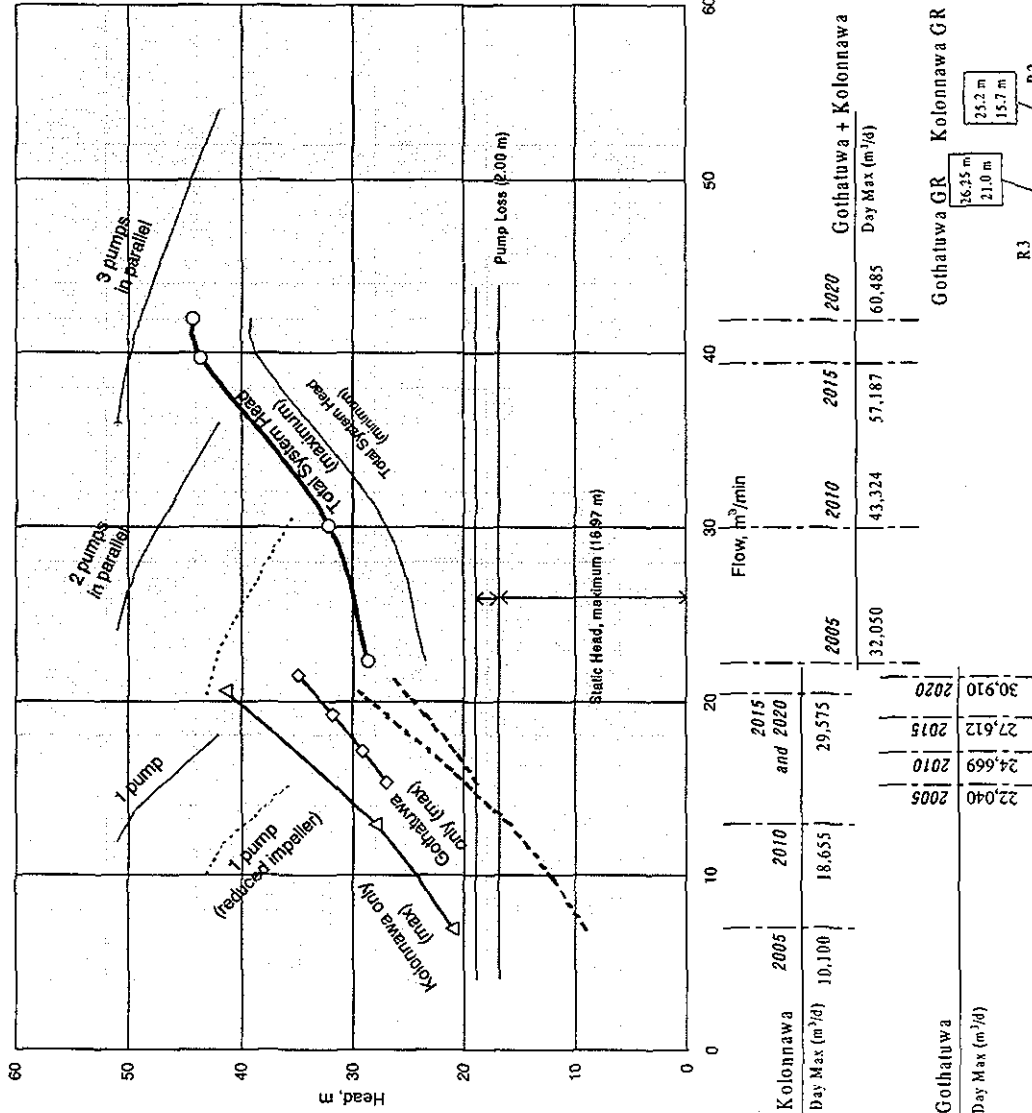 60
50
40
30
20
10
0
Head, m
0
10
20
30
40
50
60
Flow, m³/min
1 pump
2 pumps
in parallel
3 pumps
in parallel
1 pump
(reduced impeller)
Kolonnawa only
(max)
Gothatuwa
only (max)
Total System Head
(maximum)
Total System Head
(minimum)
Pump Loss (2.00 m)
Static Head, maximum (16.97 m)
Kolonnawa
Day Max (m³/d)
2005
10,100
2010
18,655
2015
and 2020
29,575
Gothatuwa + Kolonnawa
Day Max (m³/d)
2005
32,050
2010
43,324
2015
57,187
2020
60,485
Gothatuwa
Day Max (m³/d)
2005
22,040
2010
24,669
2015
27,612
2020
30,910
Gothatuwa GR
26.25 m
21.0 m
R3
Kolonnawa GR
25.2 m
15.7 m